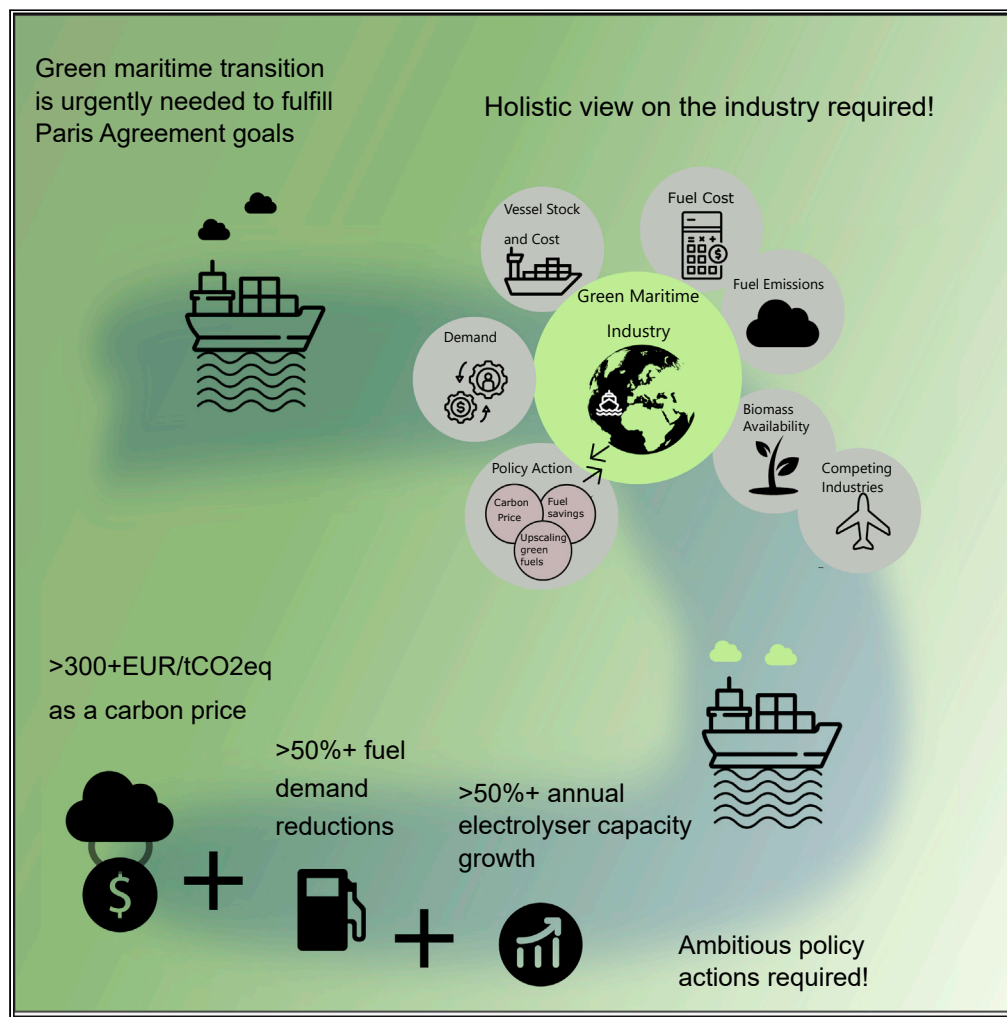 Green maritime transition
is urgently needed to fulfill
Paris Agreement goals
Holistic view on the industry required!
Vessel Stock
and Cost
Fuel Cost
Fuel Emissions
Green Maritime
Industry
Demand
Biomass
Availability
Competing
Industries
Policy Action
Carbon
Price
Fuel
savings
Upscaling
green
fuels
>300+EUR/tCO2eq
as a carbon price
>50%+ fuel
demand
reductions
>50%+ annual
electrolyser capacity
growth
Ambitious policy
actions required!